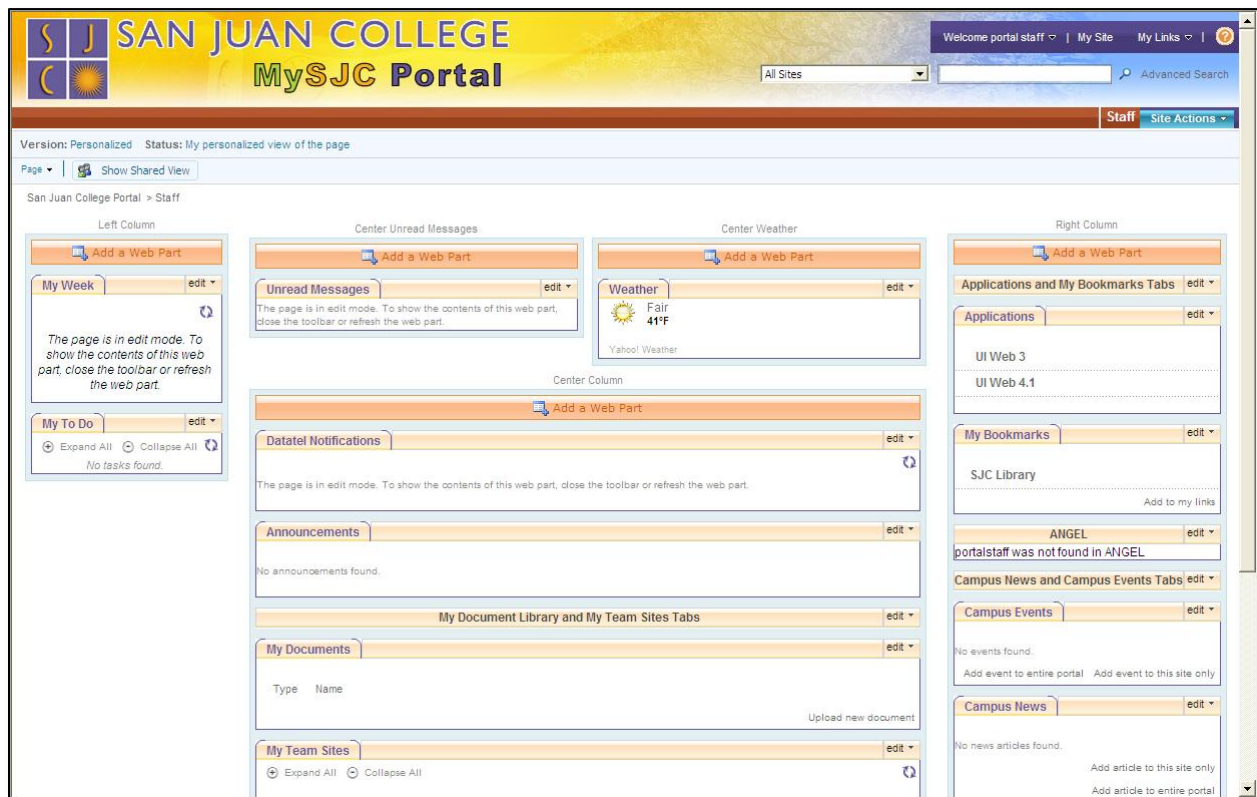 S J SAN JUAN COLLEGE
C MySJC Portal
Welcome portal staff | My Site My Links | ?
All Sites Advanced Search
Staff Site Actions
Version: Personalized Status: My personalized view of the page
Page Show Shared View
San Juan College Portal > Staff
Left Column
Add a Web Part
My Week edit
The page is in edit mode. To
show the contents of this web
part, close the toolbar or refresh
the web part.
My To Do edit
Expand All Collapse All
No tasks found.
Center Unread Messages
Add a Web Part
Unread Messages edit
The page is in edit mode. To show the contents of this web part,
close the toolbar or refresh the web part.
Center Weather
Add a Web Part
Weather edit
Fair
41°F
Yahoo! Weather
Center Column
Add a Web Part
Datatel Notifications edit
The page is in edit mode. To show the contents of this web part, close the toolbar or refresh the web part.
Announcements edit
No announcements found.
My Document Library and My Team Sites Tabs edit
My Documents edit
Type Name
Upload new document
My Team Sites edit
Expand All Collapse All
Right Column
Add a Web Part
Applications and My Bookmarks Tabs edit
Applications edit
UI Web 3
UI Web 4.1
My Bookmarks edit
SJC Library
Add to my links
ANGEL edit
portalstaff was not found in ANGEL
Campus News and Campus Events Tabs edit
Campus Events edit
No events found.
Add event to entire portal Add event to this site only
Campus News edit
No news articles found.
Add article to this site only
Add article to entire portal